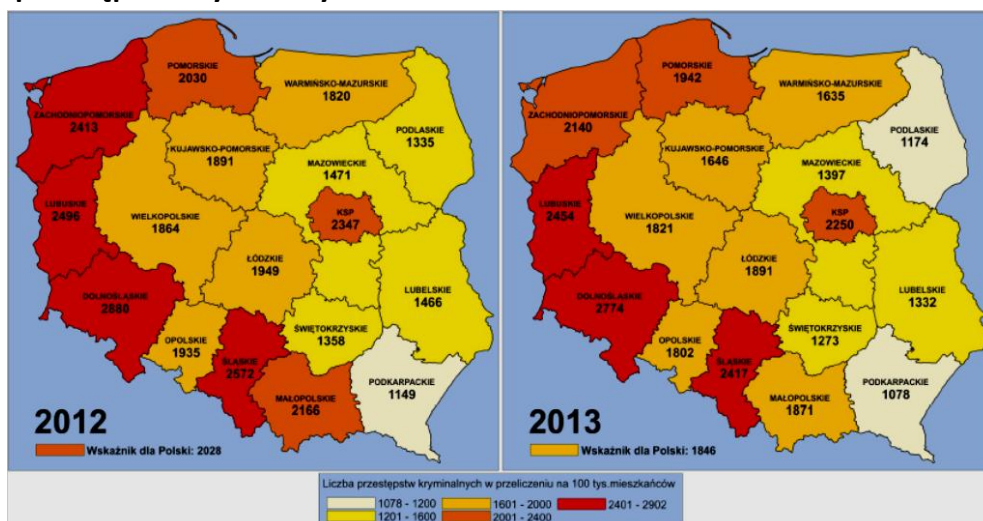 POMORSKIE
2030
WARMIŃSKO-MAZURSKIE
1820
ZACHODNIOPOMORSKIE
2413
PODLASKIE
1335
KUJAWSKO-POMORSKIE
1891
MAZOWIECKIE
1471
LUBUSKIE
2496
WIELKOPOLSKIE
1864
KSP
2347
ŁÓDZKIE
1949
LUBELSKIE
1466
DOLNOŚLĄSKIE
2880
ŚWIĘTOKRZYSKIE
1358
OPOLSKIE
1935
ŚLĄSKIE
2572
PODKARPACKIE
1149
MAŁOPOLSKIE
2166
2012
Wskaźnik dla Polski: 2028
POMORSKIE
1942
WARMIŃSKO-MAZURSKIE
1635
ZACHODNIOPOMORSKIE
2140
PODLASKIE
1174
KUJAWSKO-POMORSKIE
1646
MAZOWIECKIE
1397
LUBUSKIE
2454
WIELKOPOLSKIE
1821
KSP
2250
ŁÓDZKIE
1891
LUBELSKIE
1332
DOLNOŚLĄSKIE
2774
ŚWIĘTOKRZYSKIE
1273
OPOLSKIE
1802
ŚLĄSKIE
2417
PODKARPACKIE
1078
MAŁOPOLSKIE
1871
2013
Wskaźnik dla Polski: 1846
Liczba przestępstw kryminalnych w przeliczeniu na 100 tys.mieszkańców
1078 - 1200 1601 - 2000 2401 - 2902
1201 - 1600 2001 - 2400